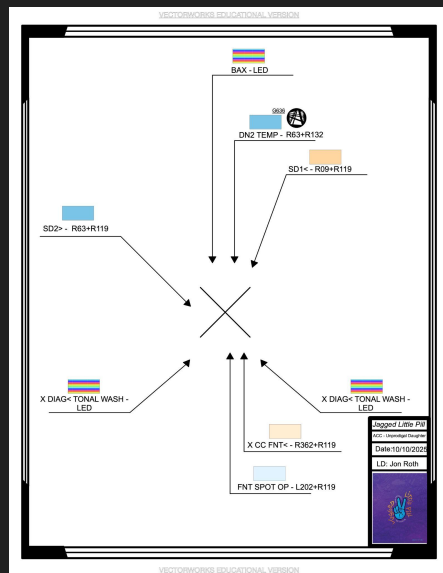 VECTORWORKS EDUCATIONAL VERSION
BAX - LED
G636
DN2 TEMP - R63+R132
SD1< - R09+R119
SD2> - R63+R119
X DIAG< TONAL WASH -
LED
X DIAG< TONAL WASH -
LED
X CC FNT< - R362+R119
FNT SPOT OP - L202+R119
Jagged Little Pill
ACC - Unprodigal Daughter
Date:10/10/2025
LD: Jon Roth
VECTORWORKS EDUCATIONAL VERSION